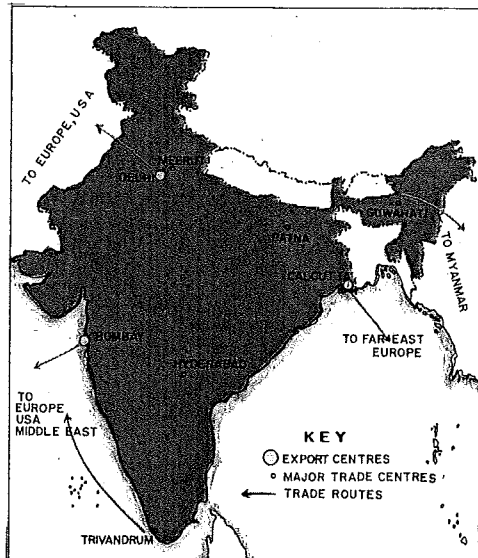 TO EUROPE, USA
MEERUT
DELHI
GUWAHATI
PATNA
TO MYANMAR
CALCUTTA
TO FAR EAST
EUROPE
BOMBAY
HYDERABAD
TO
EUROPE
USA
MIDDLE EAST
KEY
EXPORT CENTRES
MAJOR TRADE CENTRES
TRADE ROUTES
TRIVANDRUM